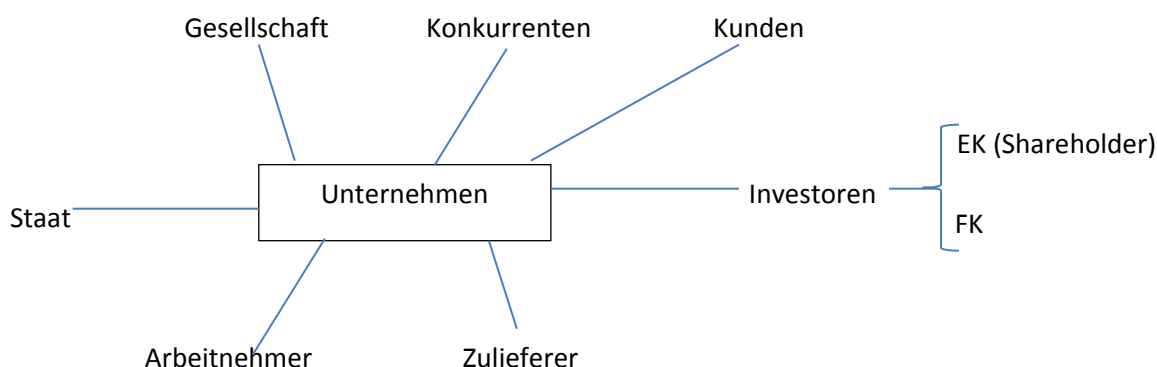 Gesellschaft
Konkurrenten
Kunden
EK (Shareholder)
Unternehmen
Investoren
Staat
FK
Arbeitnehmer
Zulieferer